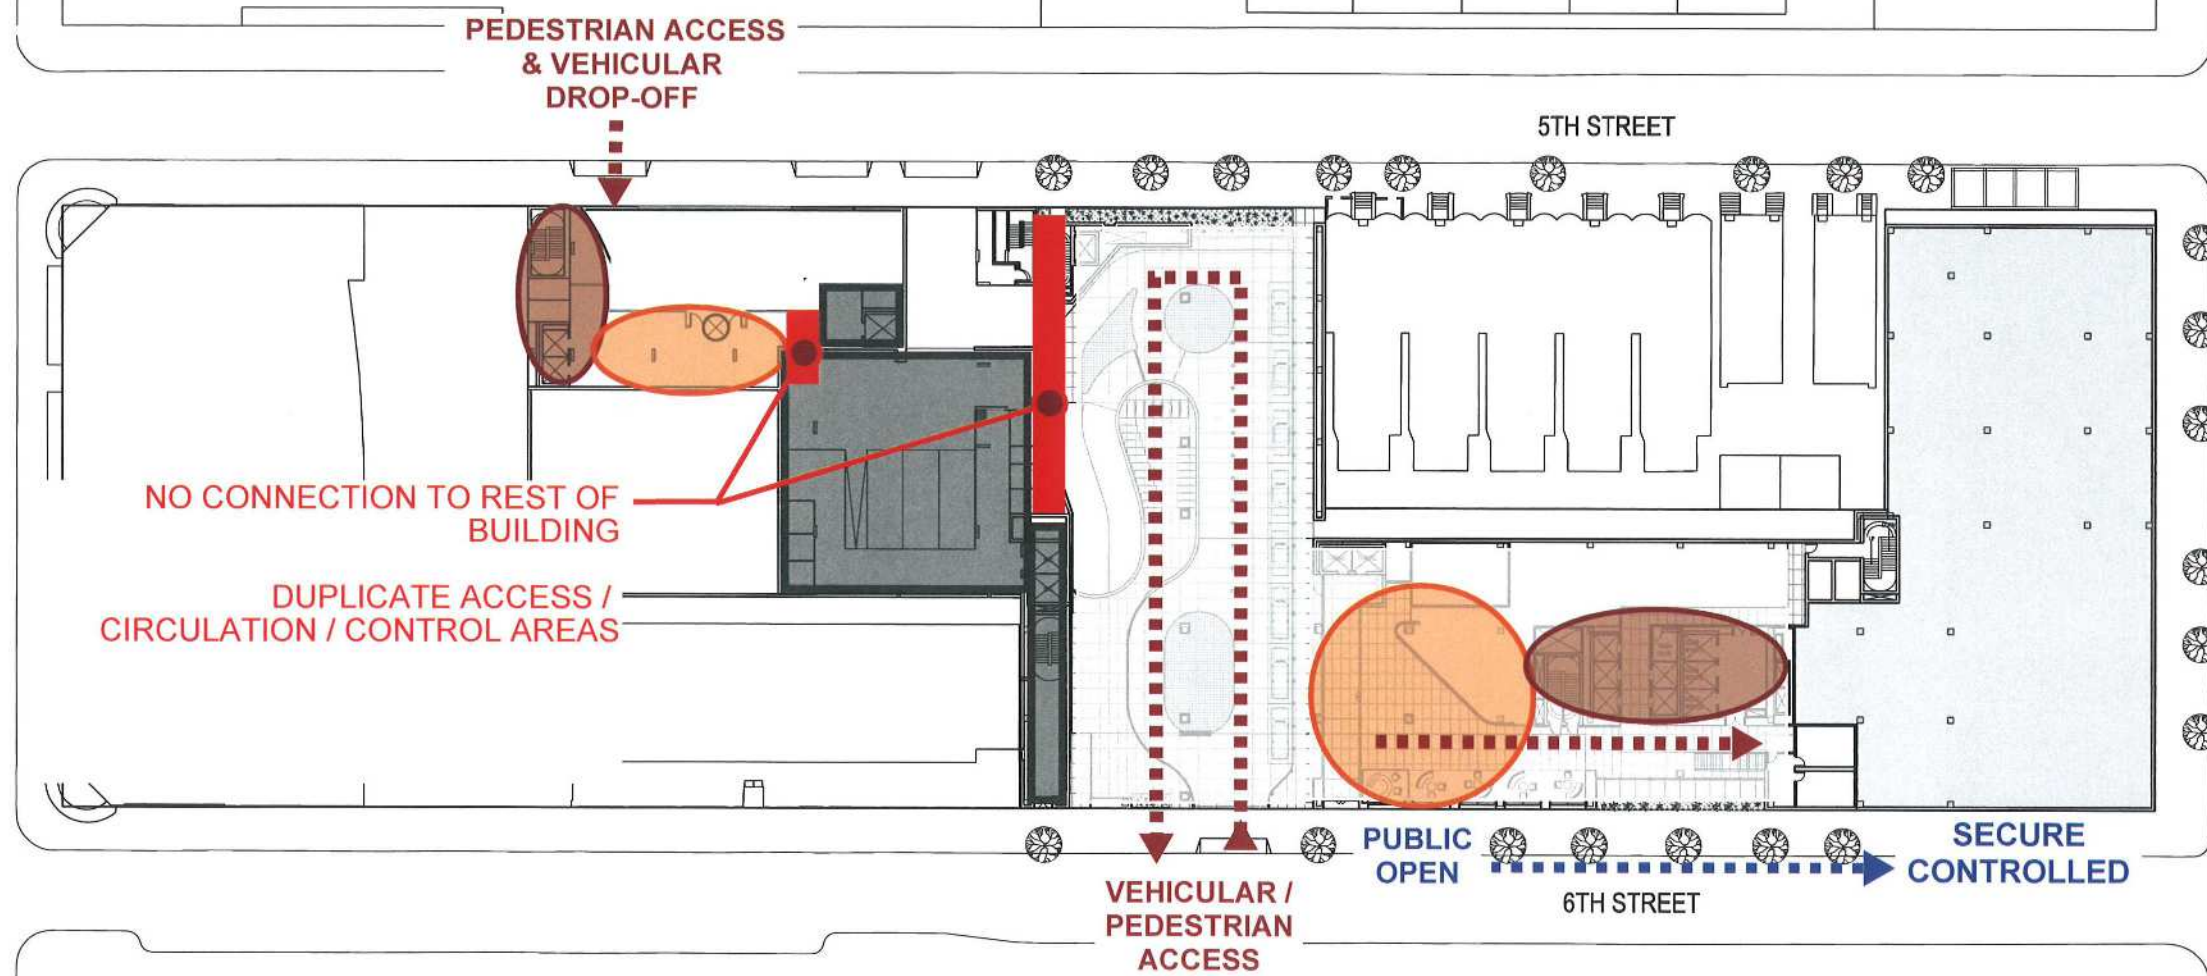 PEDESTRIAN ACCESS
& VEHICULAR
DROP-OFF
5TH STREET
NO CONNECTION TO REST OF
BUILDING
DUPLICATE ACCESS /
CIRCULATION / CONTROL AREAS
PUBLIC
OPEN
SECURE
CONTROLLED
VEHICULAR /
PEDESTRIAN
ACCESS
6TH STREET